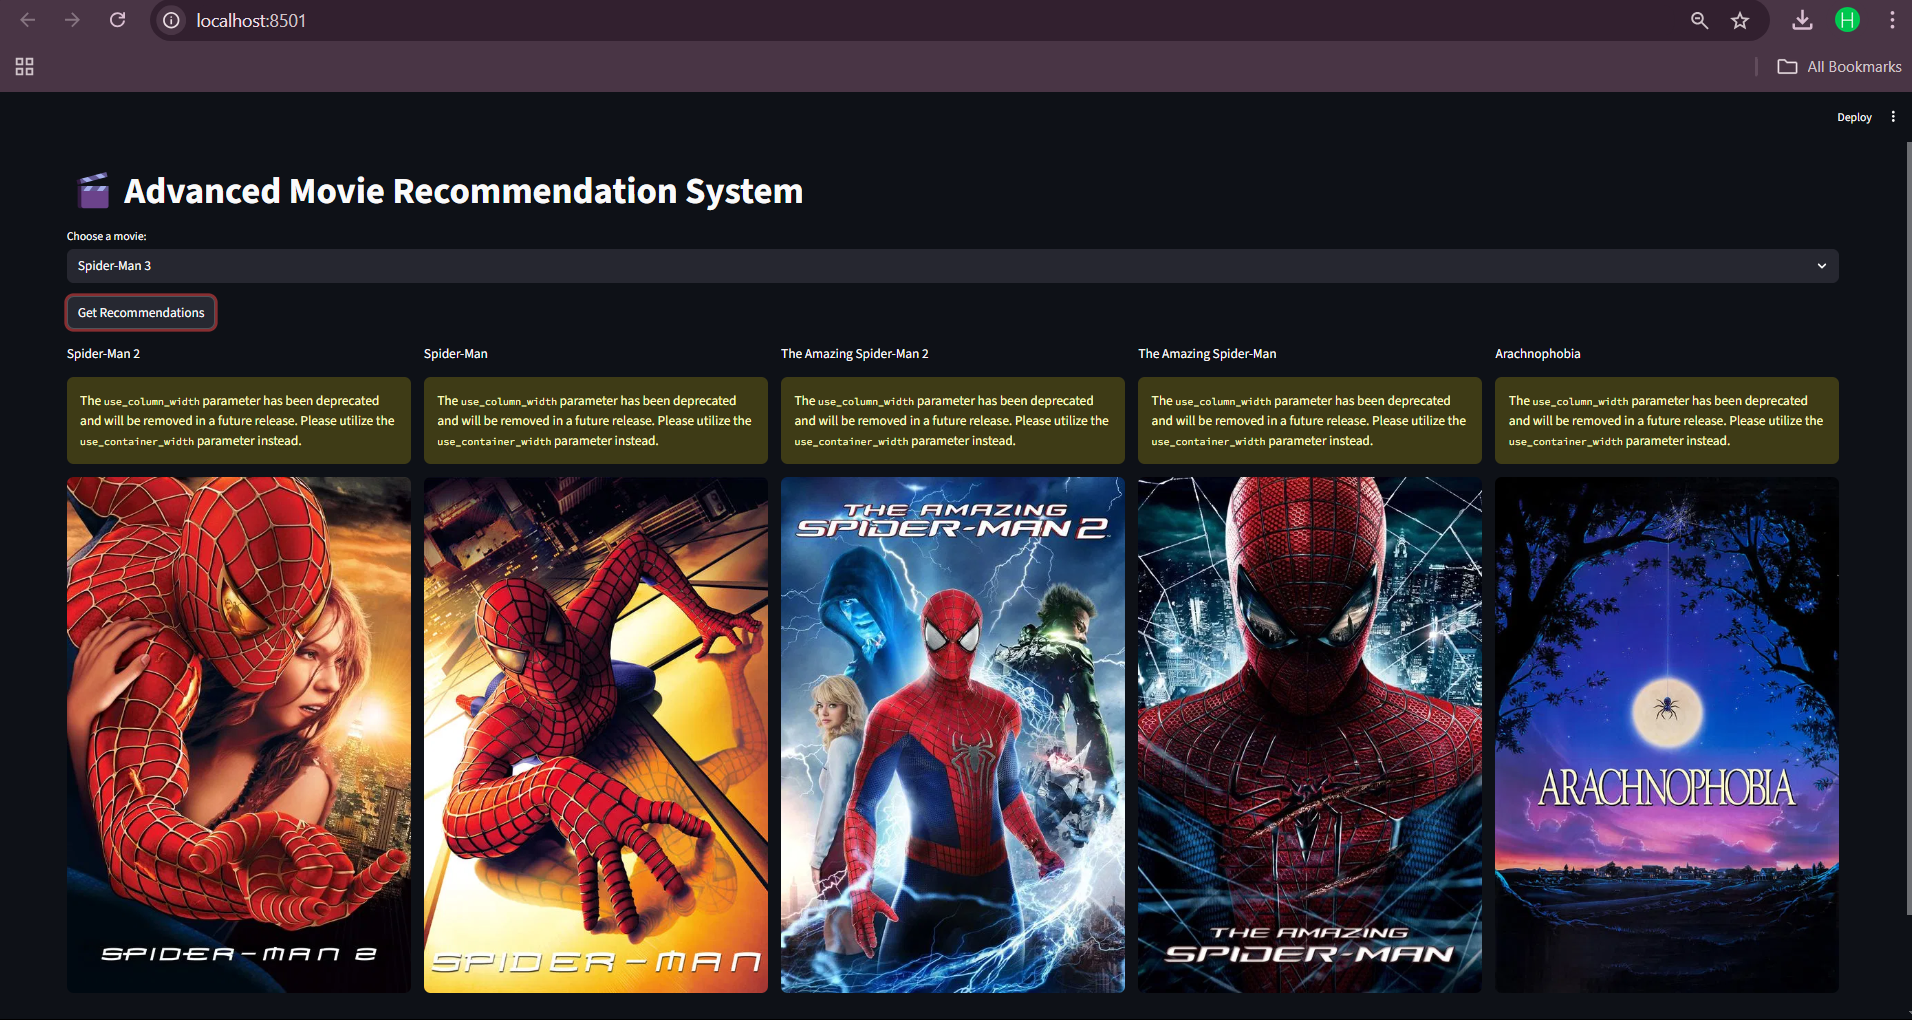 localhost:8501
H
All Bookmarks
Deploy
Advanced Movie Recommendation System
Choose a movie:
Spider-Man 3
Get Recommendations
Spider-Man 2
The use_column_width parameter has been deprecated
and will be removed in a future release. Please utilize the
use_container_width parameter instead.
SPIDER-MAN 2
Spider-Man
The use_column_width parameter has been deprecated
and will be removed in a future release. Please utilize the
use_container_width parameter instead.
SPIDER-MAN
The Amazing Spider-Man 2
The use_column_width parameter has been deprecated
and will be removed in a future release. Please utilize the
use_container_width parameter instead.
THE AMAZING
SPIDER-MAN 2
The Amazing Spider-Man
The use_column_width parameter has been deprecated
and will be removed in a future release. Please utilize the
use_container_width parameter instead.
THE AMAZING
SPIDER-MAN
Arachnophobia
The use_column_width parameter has been deprecated
and will be removed in a future release. Please utilize the
use_container_width parameter instead.
ARACHNOPHOBIA